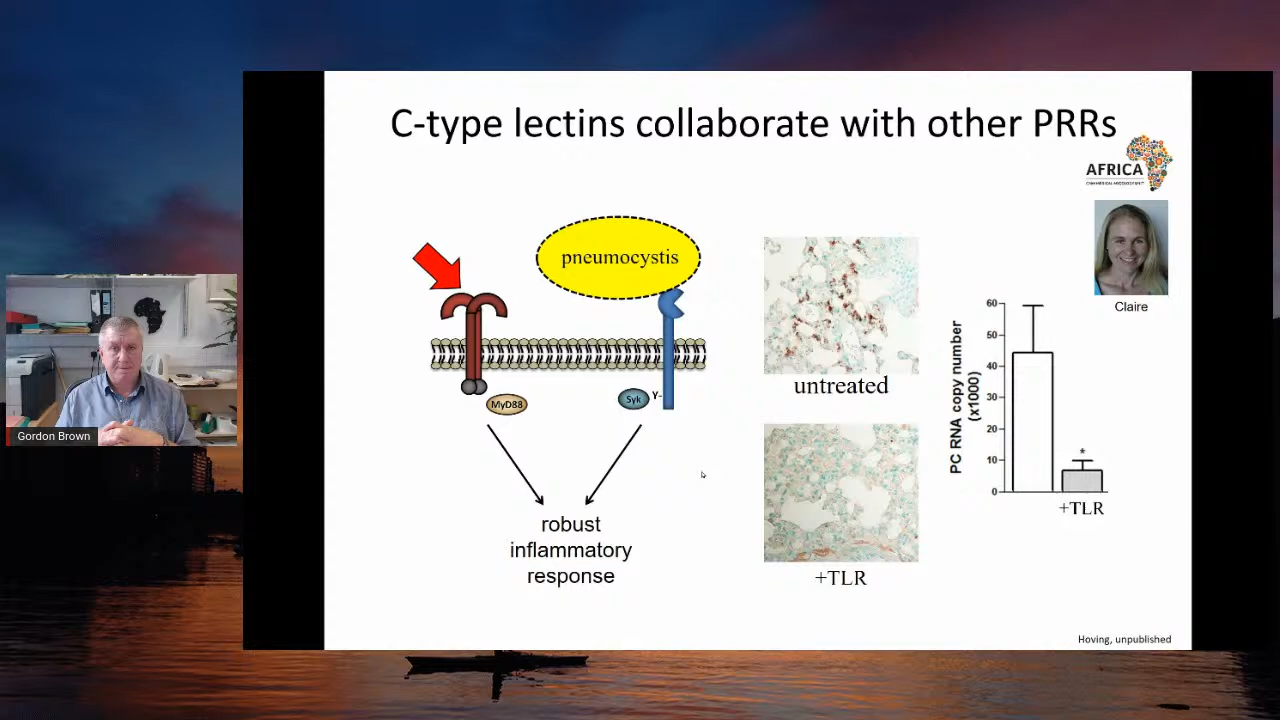 C-type lectins collaborate with other PRRs
AFRICA
Claire
pneumocystis
MyD88
Syk
Y-
robust
inflammatory
response
untreated
+TLR
PC RNA copy number
(x1000)
60
50
40
30
20
10
0
*
+TLR
Hoving, unpublished
Gordon Brown